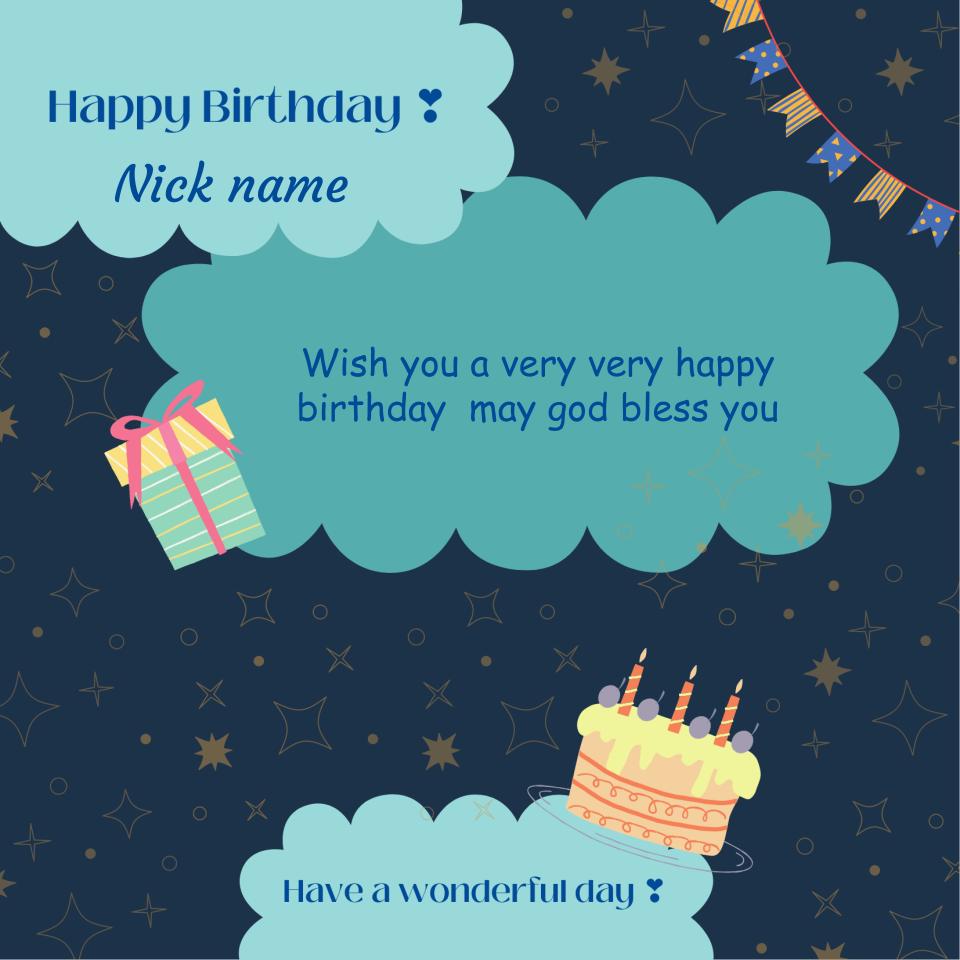 Happy Birthday ❣
Nick name
Wish you a very very happy
birthday  may god bless you
Have a wonderful day ❣